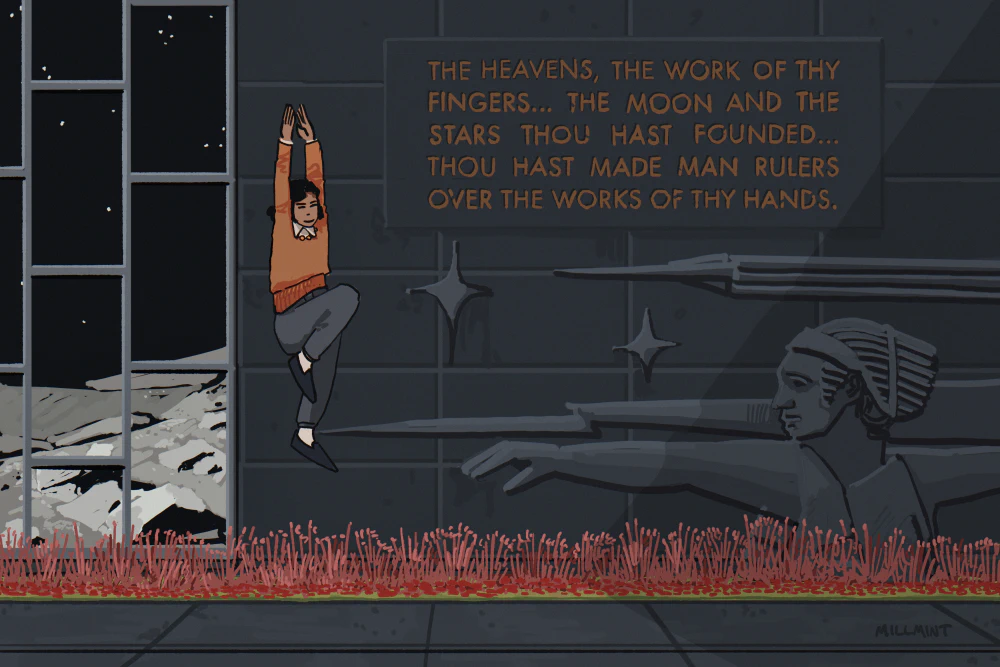 THE HEAVENS, THE WORK OF THY
FINGERS... THE MOON AND THE
STARS THOU HAST FOUNDED...
THOU HAST MADE MAN RULERS
OVER THE WORKS OF THY HANDS.
MILLMINT